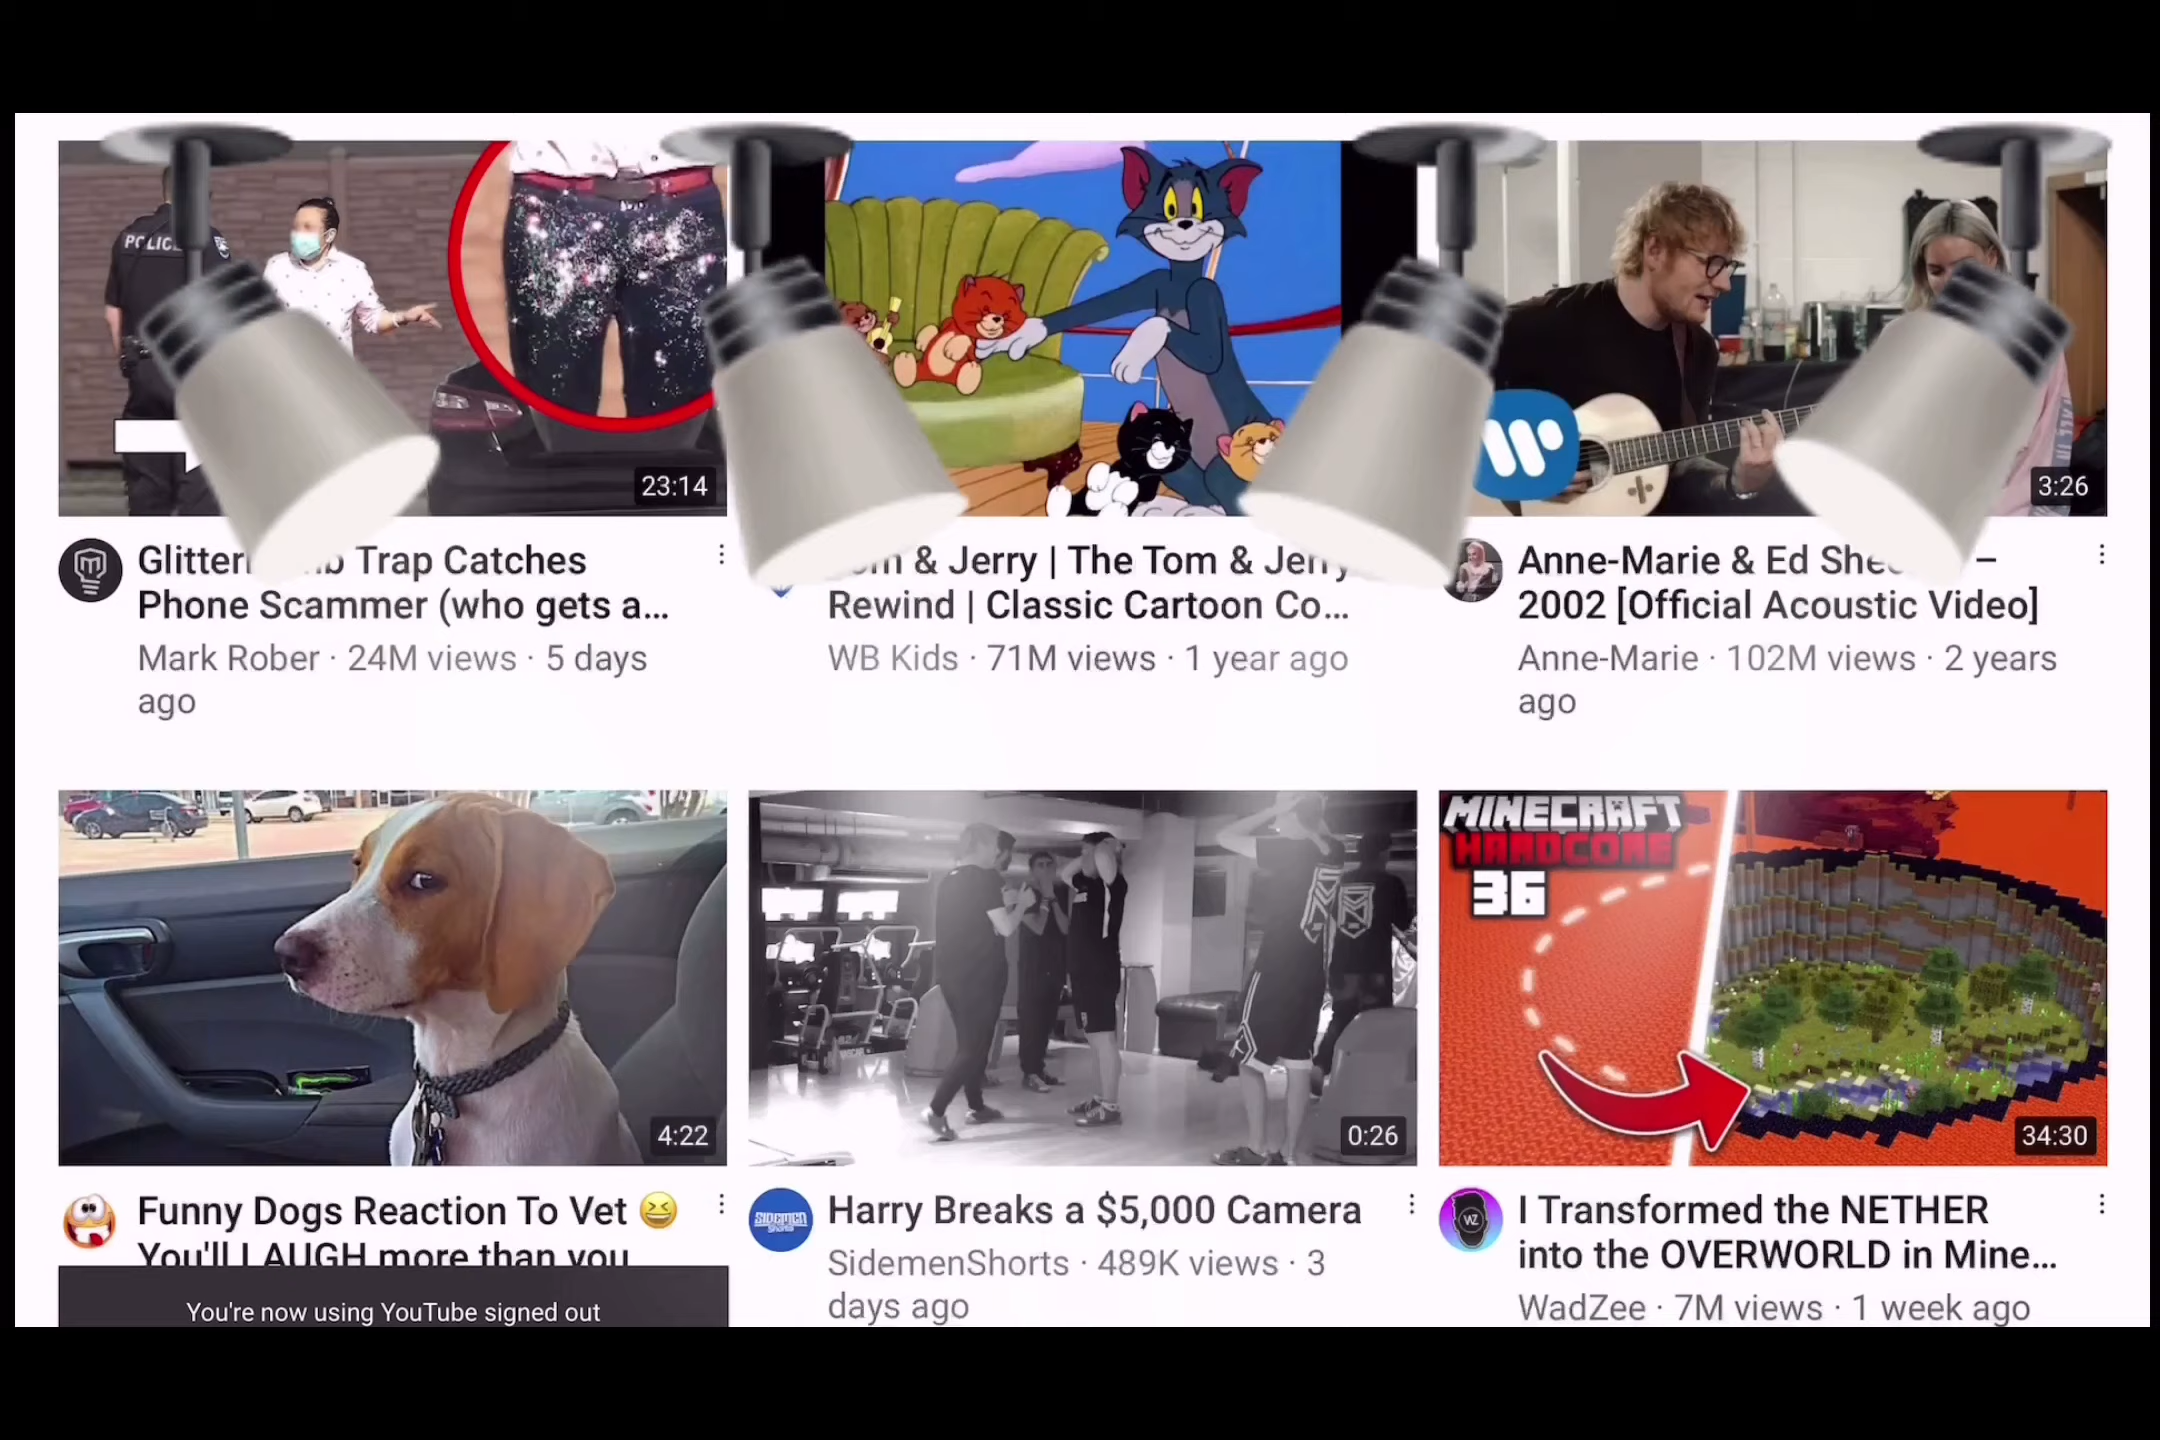 POLICE
23:14
3:26
Glitter Trap Catches
Phone Scammer (who gets a...
Mark Rober · 24M views · 5 days
ago
& Jerry | The Tom & Jerry
Rewind | Classic Cartoon Co...
WB Kids · 71M views · 1 year ago
Anne-Marie & Ed –
2002 [Official Acoustic Video]
Anne-Marie · 102M views · 2 years
ago
4:22
0:26
MINECRAFT
HARDCORE
36
34:30
Funny Dogs Reaction To Vet 😆
You'll LAUGH more than you
You're now using YouTube signed out
SIDEMEN
Shorts
Harry Breaks a $5,000 Camera
SidemenShorts · 489K views · 3
days ago
WZ
I Transformed the NETHER
into the OVERWORLD in Mine...
WadZee · 7M views · 1 week ago